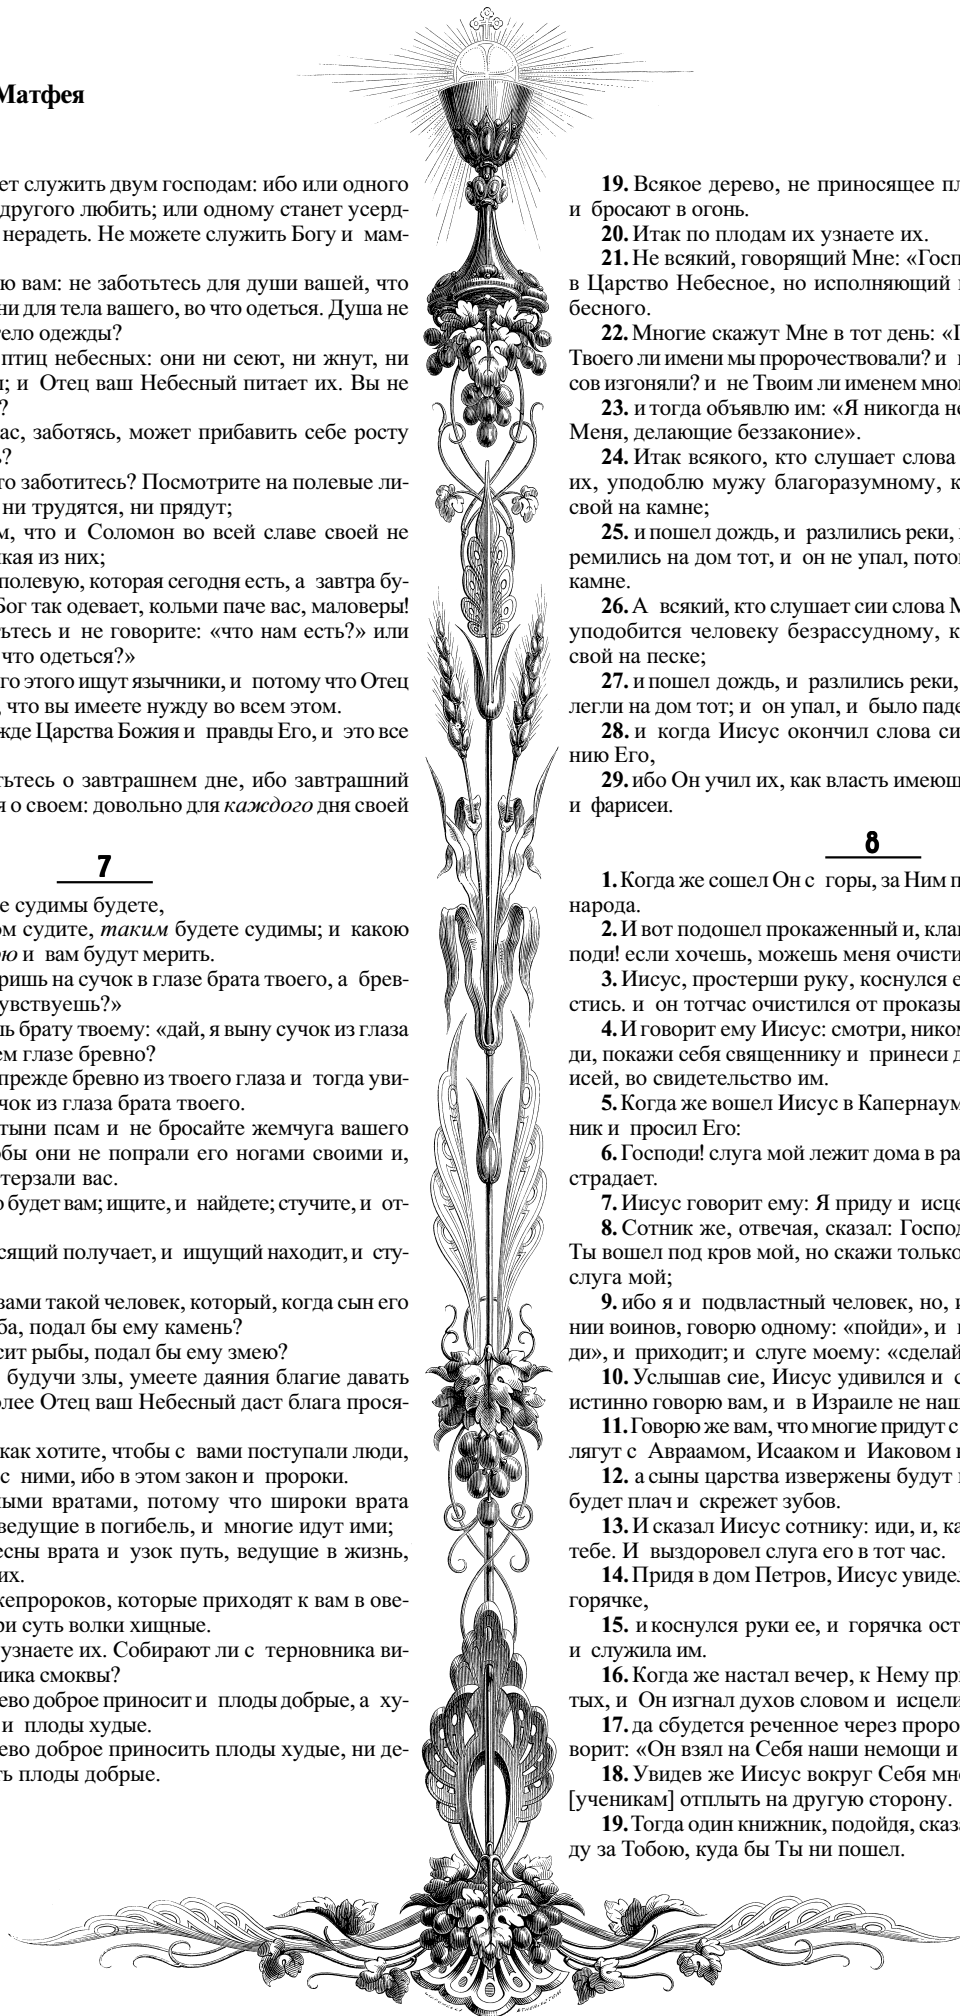 Матфея
ет служить двум господам: ибо или одного
другого любить; или одному станет усерд-
нерадеть. Не можете служить Богу и мам-
ю вам: не заботьтесь для души вашей, что
ни для тела вашего, во что одеться. Душа не
тело одежды?
птиц небесных: они ни сеют, ни жнут, ни
и; и Отец ваш Небесный питает их. Вы не
?
ас, заботясь, может прибавить себе росту
ь?
то заботитесь? Посмотрите на полевые ли-
ни трудятся, ни прядут;
м, что и Соломон во всей славе своей не
кая из них;
полевую, которая сегодня есть, а завтра бу-
Бог так одевает, кольми паче вас, маловеры!
тьтесь и не говорите: «что нам есть?» или
что одеться?»
го этого ищут язычники, и потому что Отец
, что вы имеете нужду во всем этом.
жде Царства Божия и правды Его, и это все
тьтесь о завтрашнем дне, ибо завтрашний
я о своем: довольно для каждого дня своей
7
е судимы будете,
ом судите, таким будете судимы; и какою
ою и вам будут мерить.
ришь на сучок в глазе брата твоего, а брев-
увствуешь?»
шь брату твоему: «дай, я выну сучок из глаза
ем глазе бревно?
прежде бревно из твоего глаза и тогда уви-
чок из глаза брата твоего.
тыни псам и не бросайте жемчуга вашего
обы они не попрали его ногами своими и,
терзали вас.
о будет вам; ищите, и найдете; стучите, и от-
сящий получает, и ищущий находит, и сту-
вами такой человек, который, когда сын его
ба, подал бы ему камень?
сит рыбы, подал бы ему змею?
будучи злы, умеете даяния благие давать
олее Отец ваш Небесный даст блага прося-
как хотите, чтобы с вами поступали люди,
с ними, ибо в этом закон и пророки.
ными вратами, потому что широки врата
ведущие в погибель, и многие идут ими;
есны врата и узок путь, ведущие в жизнь,
их.
жепророков, которые приходят к вам в ове-
ри суть волки хищные.
узнаете их. Собирают ли с терновника ви-
ника смоквы?
ево доброе приносит и плоды добрые, а ху-
и плоды худые.
ево доброе приносить плоды худые, ни де-
ть плоды добрые.
19. Всякое дерево, не приносящее пл
и бросают в огонь.
20. Итак по плодам их узнаете их.
21. Не всякий, говорящий Мне: «Госп
в Царство Небесное, но исполняющий
бесного.
22. Многие скажут Мне в тот день: «Г
Твоего ли имени мы пророчествовали? и
сов изгоняли? и не Твоим ли именем мно
23. и тогда объявлю им: «Я никогда не
Меня, делающие беззаконие».
24. Итак всякого, кто слушает слова
их, уподоблю мужу благоразумному, к
свой на камне;
25. и пошел дождь, и разлились реки,
ремились на дом тот, и он не упал, пото
камне.
26. А всякий, кто слушает сии слова М
уподобится человеку безрассудному, к
свой на песке;
27. и пошел дождь, и разлились реки,
легли на дом тот; и он упал, и было паде
28. и когда Иисус окончил слова си
нию Его,
29. ибо Он учил их, как власть имеющ
и фарисеи.
8
1. Когда же сошел Он с горы, за Ним п
народа.
2. И вот подошел прокаженный и, кла
поди! если хочешь, можешь меня очисти
3. Иисус, простерши руку, коснулся е
стись. и он тотчас очистился от проказы
4. И говорит ему Иисус: смотри, нико
ди, покажи себя священнику и принеси д
исей, во свидетельство им.
5. Когда же вошел Иисус в Капернаум
ник и просил Его:
6. Господи! слуга мой лежит дома в ра
страдает.
7. Иисус говорит ему: Я приду и исце
8. Сотник же, отвечая, сказал: Господ
Ты вошел под кров мой, но скажи только
слуга мой;
9. ибо я и подвластный человек, но, и
нии воинов, говорю одному: «пойди», и
ди», и приходит; и слуге моему: «сделай
10. Услышав сие, Иисус удивился и с
истинно говорю вам, и в Израиле не наш
11. Говорю же вам, что многие придут с
лягут с Авраамом, Исааком и Иаковом
12. а сыны царства извержены будут
будет плач и скрежет зубов.
13. И сказал Иисус сотнику: иди, и, ка
тебе. И выздоровел слуга его в тот час.
14. Придя в дом Петров, Иисус увидел
горячке,
15. и коснулся руки ее, и горячка ост
и служила им.
16. Когда же настал вечер, к Нему при
тых, и Он изгнал духов словом и исцели
17. да сбудется реченное через проро
ворит: «Он взял на Себя наши немощи и
18. Увидев же Иисус вокруг Себя мно
[ученикам] отплыть на другую сторону.
19. Тогда один книжник, подойдя, сказа
ду за Тобою, куда бы Ты ни пошел.